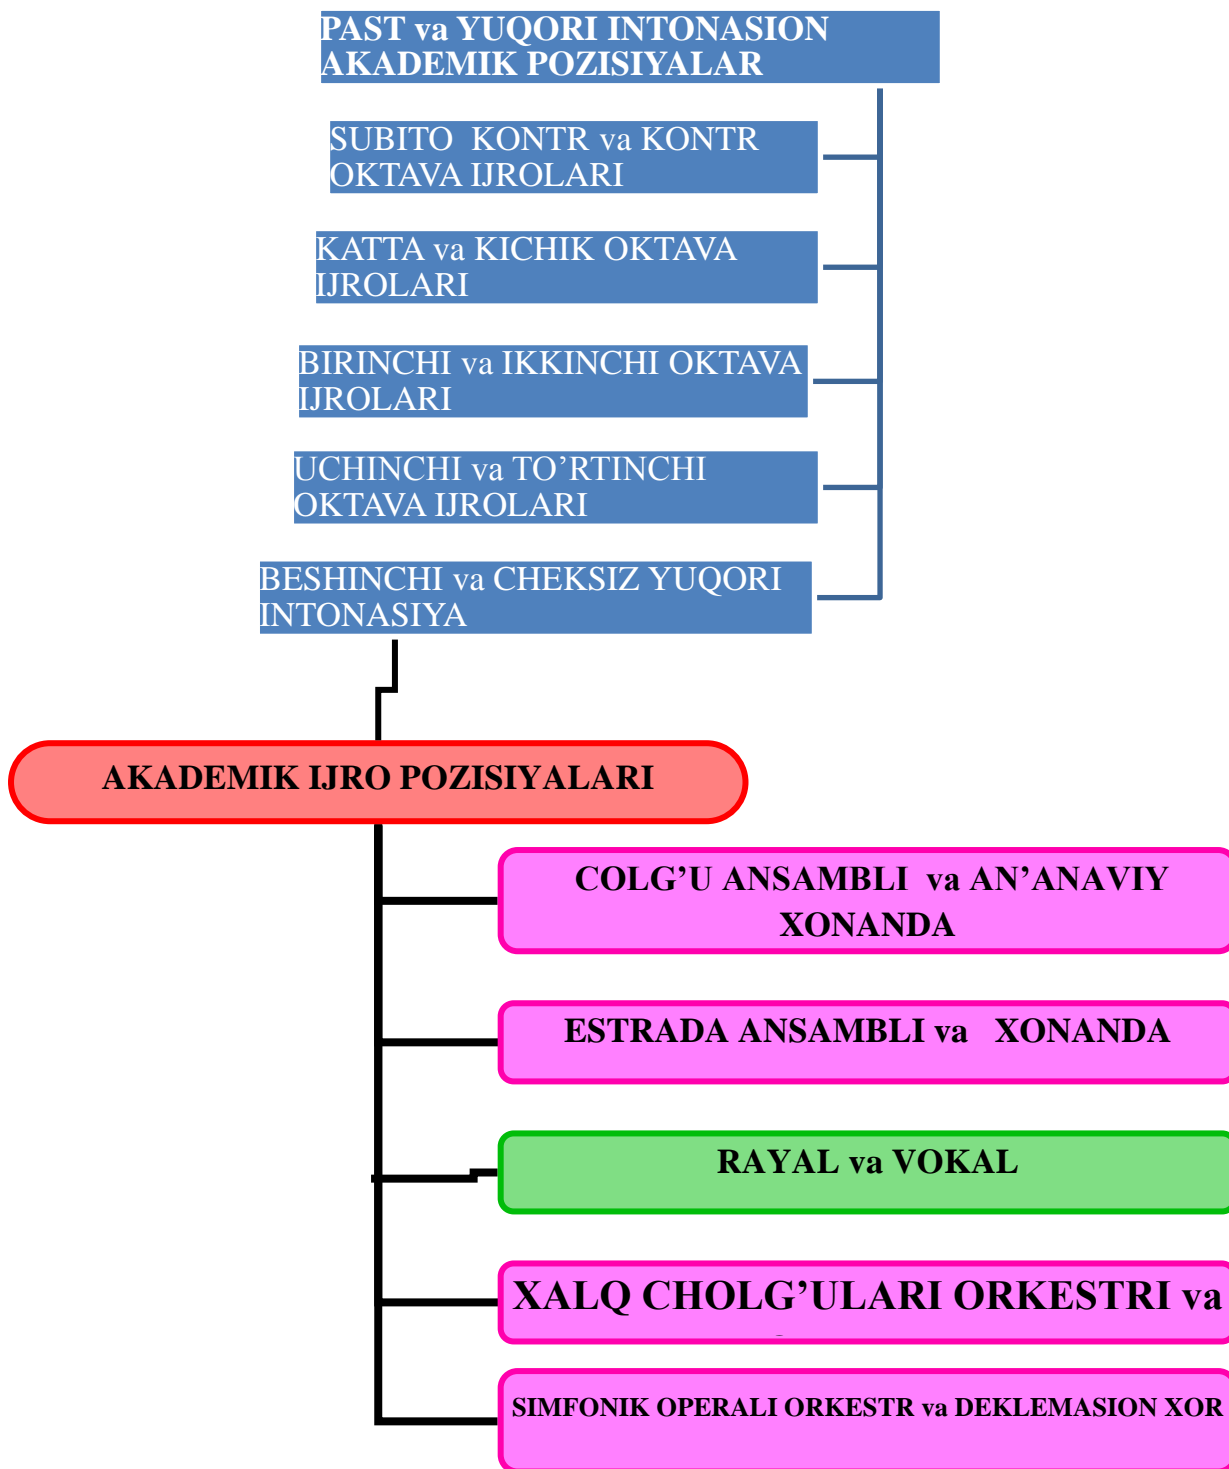 PAST va YUQORI INTONASION
AKADEMIK POZISIYALAR
SUBITO KONTR va KONTR
OKTAVA IJROLARI
KATTA va KICHIK OKTAVA
IJROLARI
BIRINCHI va IKKINCHI OKTAVA
IJROLARI
UCHINCHI va TO’RTINCHI
OKTAVA IJROLARI
BESHINCHI va CHEKSIZ YUQORI
INTONASIYA
AKADEMIK IJRO POZISIYALARI
COLG’U ANSAMBLI va AN’ANAVIY
XONANDA
ESTRADA ANSAMBLI va XONANDA
RAYAL va VOKAL
XALQ CHOLG’ULARI ORKESTRI va
SIMFONIK OPERALI ORKESTR va DEKLEMASION XOR